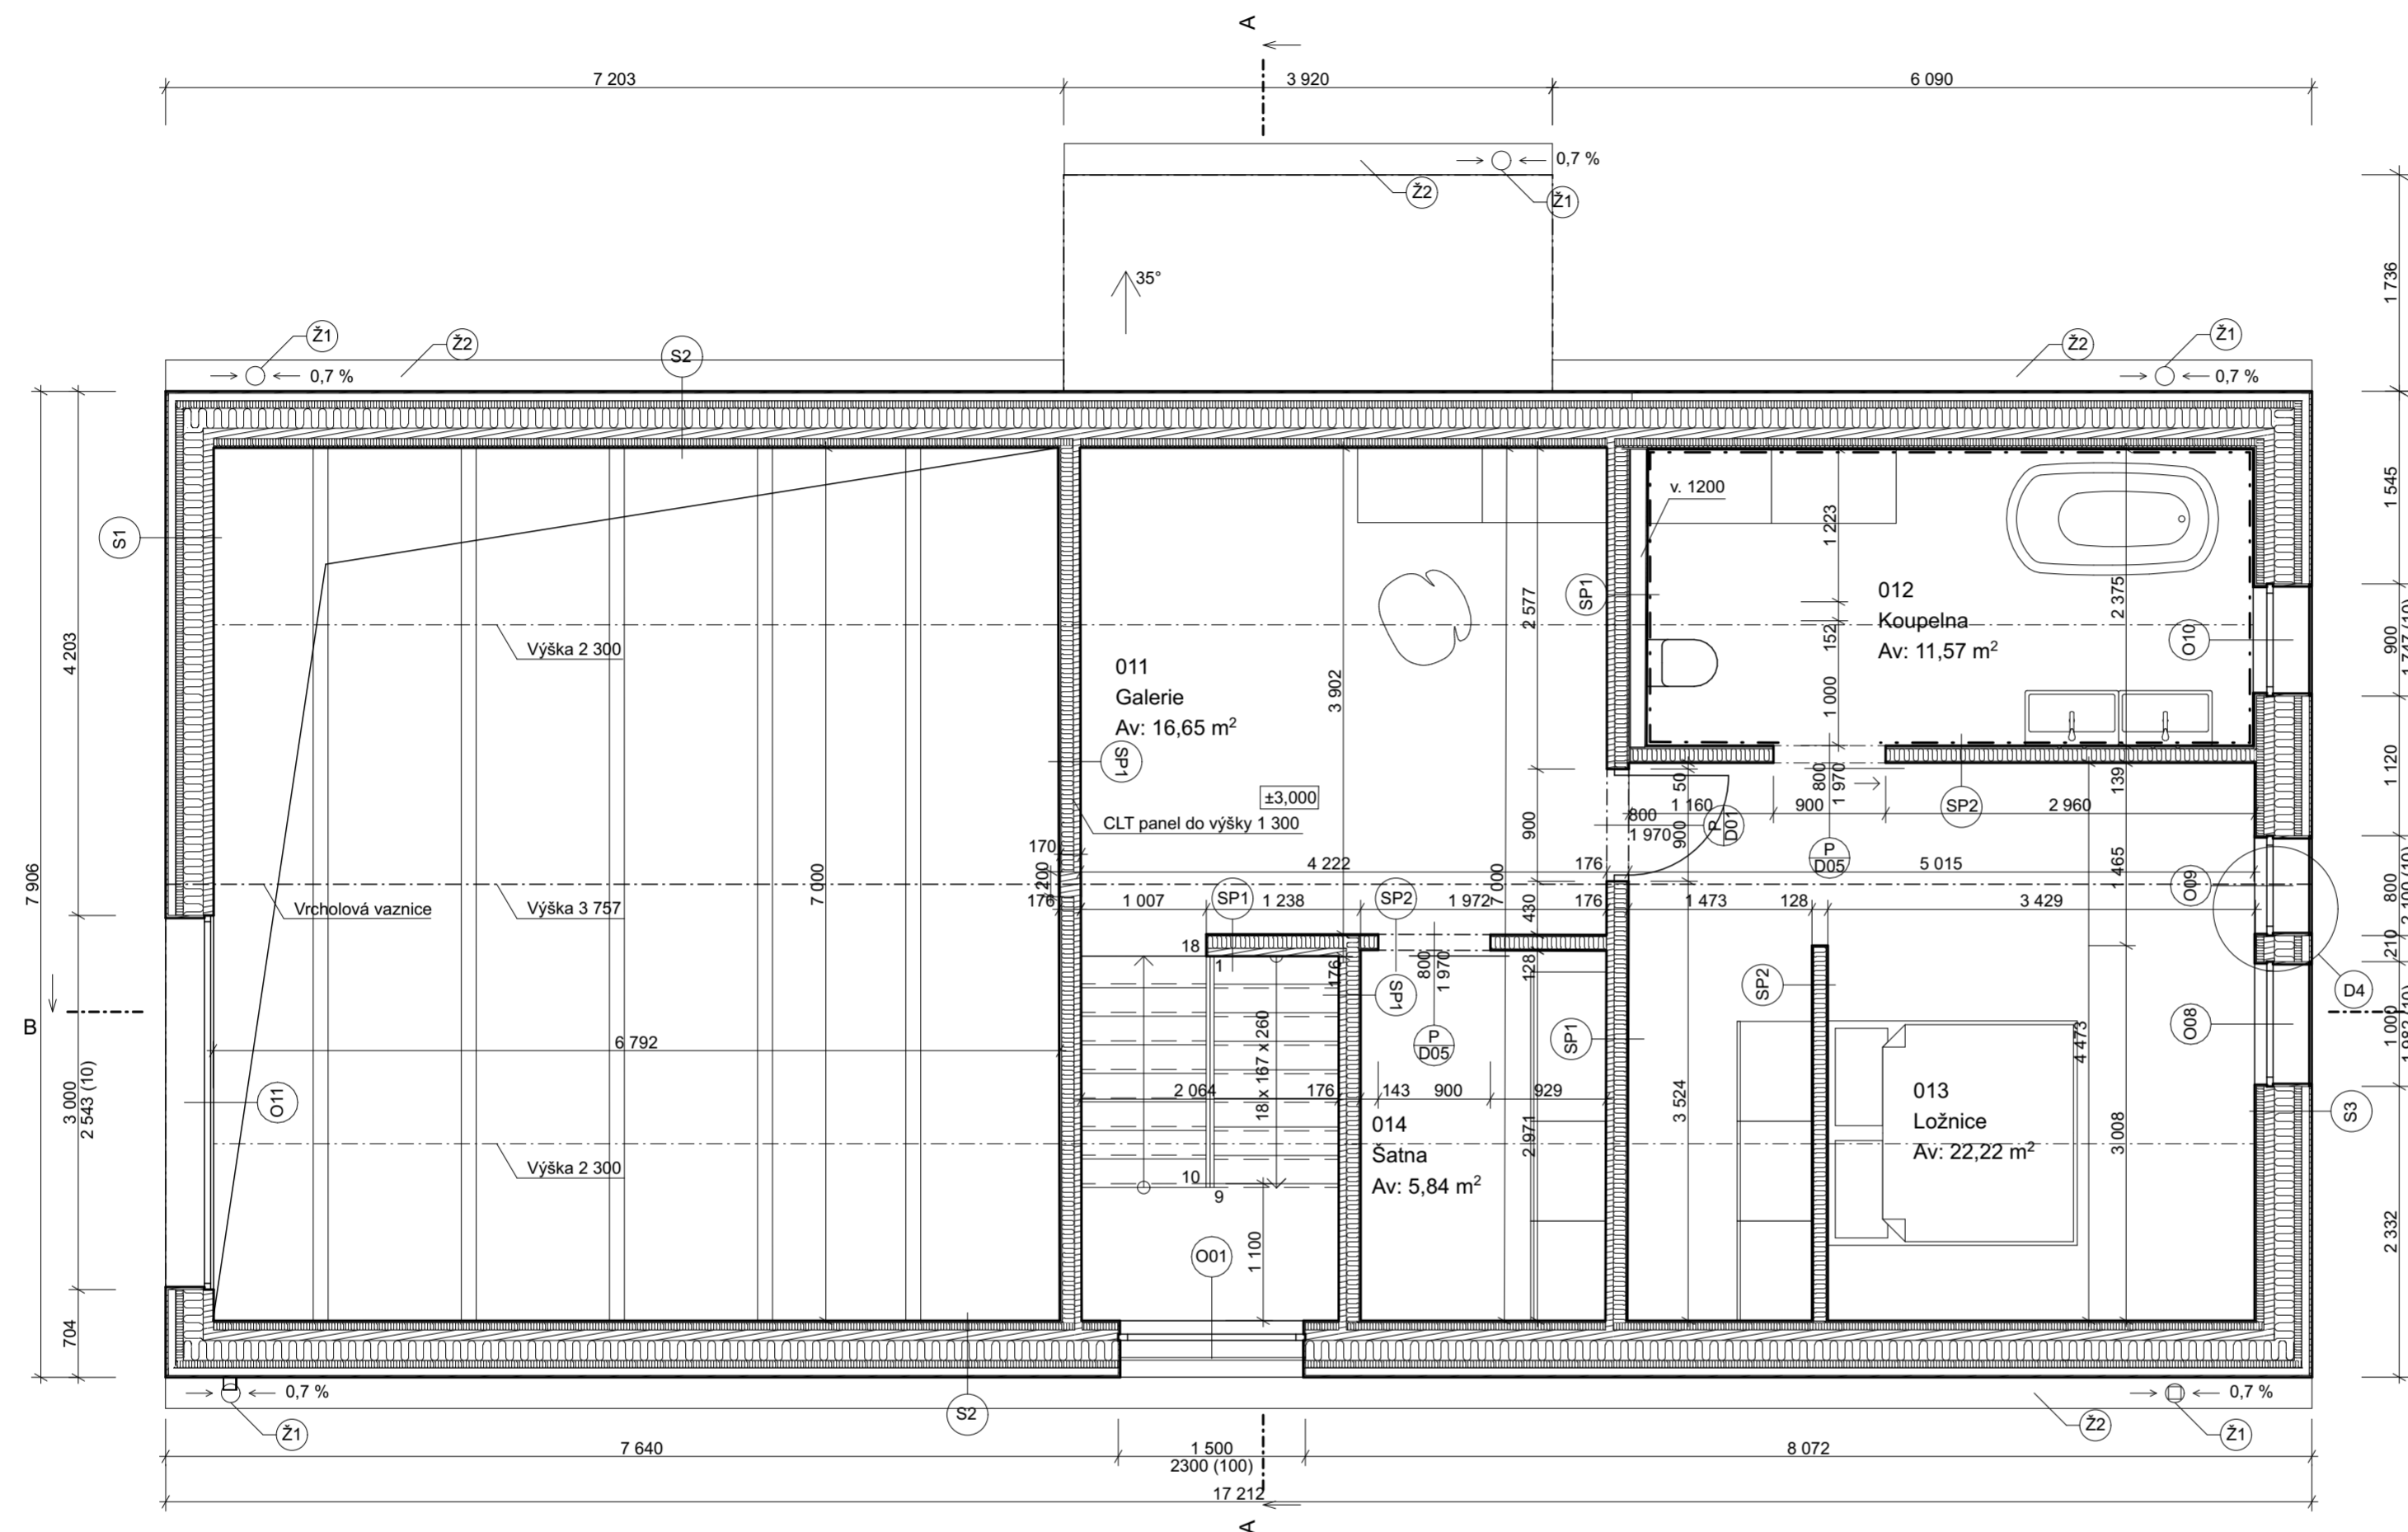 A
7 203
3 920
6 090
0,7 %
Ž2
Ž1
35°
1 736
Ž1
Ž2
S2
Ž2
Ž1
0,7 %
0,7 %
v. 1200
S1
1 223
1 545
SP1
2 577
012
Koupelna
Av: 11,57 m²
2 375
O10
900
1 747 (10)
152
1 000
Výška 2 300
4 203
011
Galerie
Av: 16,65 m²
3 902
SP1
±3,000
CLT panel do výšky 1 300
50
800
1 970
139
1 120
1 160
900
2 960
SP2
800
1 970
P
D01
900
900
170
4 222
176
P
D05
5 015
1 465
7 906
200
7 000
7 000
Vrcholová vaznice
Výška 3 757
176
1 007
SP1
1 238
SP2
1 972
430
176
1 473
128
3 429
O09
800
2 100 (10)
210
18
1
176
SP1
800
1 970
128
SP2
D4
B
O08
1 000
1 982 (10)
6 792
18 x 167 x 260
P
D05
SP1
4 473
3 000
2 543 (10)
O11
2 064
176
143
900
929
3 524
013
Ložnice
Av: 22,22 m²
3 008
S3
014
Šatna
Av: 5,84 m²
2 971
Výška 2 300
10
9
1 100
O01
2 332
704
0,7 %
Ž1
S2
0,7 %
Ž2
Ž1
7 640
1 500
2300 (100)
8 072
17 212
A